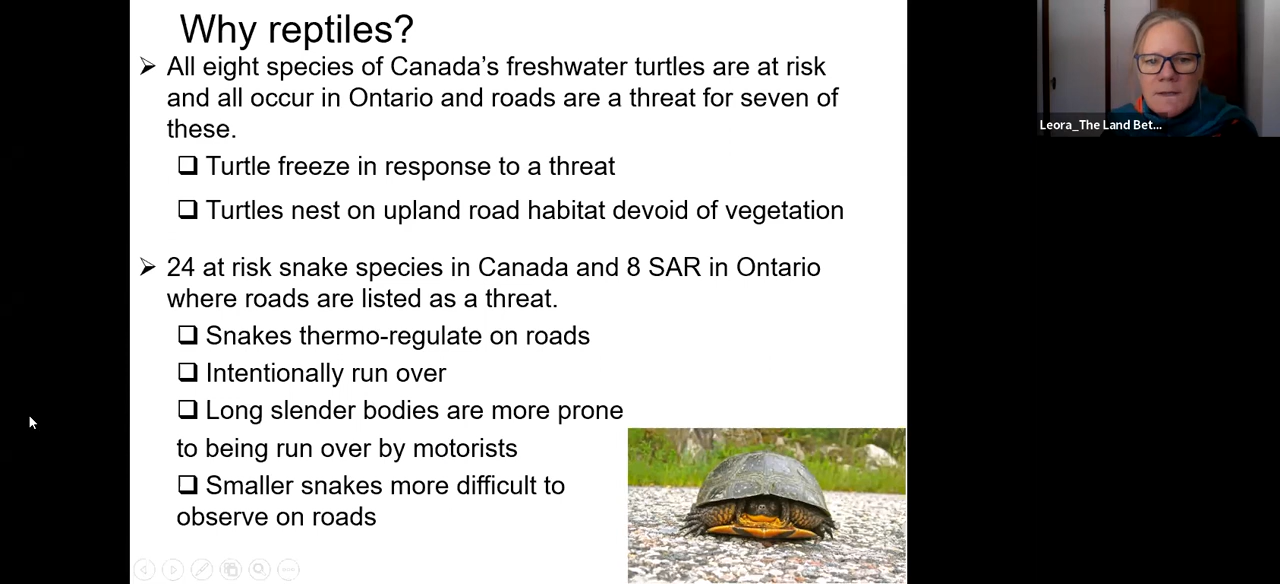 Why reptiles?
All eight species of Canada's freshwater turtles are at risk
and all occur in Ontario and roads are a threat for seven of
these.
Turtle freeze in response to a threat
Turtles nest on upland road habitat devoid of vegetation
24 at risk snake species in Canada and 8 SAR in Ontario
where roads are listed as a threat.
Snakes thermo-regulate on roads
Intentionally run over
Long slender bodies are more prone
to being run over by motorists
Smaller snakes more difficult to
observe on roads
Leora_The Land Bet...